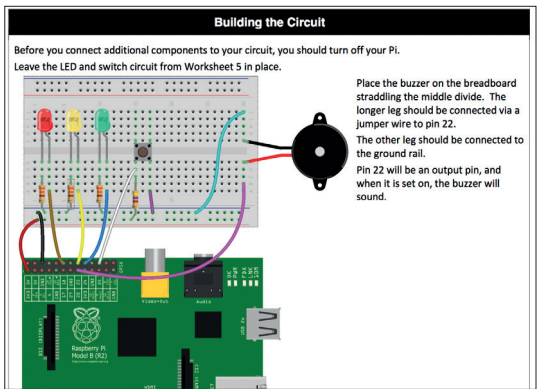 Building the Circuit
Before you connect additional components to your circuit, you should turn off your Pi.
Leave the LED and switch circuit from Worksheet 5 in place.
Place the buzzer on the breadboard
straddling the middle divide. The
longer leg should be connected via a
jumper wire to pin 22.
The other leg should be connected to
the ground rail.
Pin 22 will be an output pin, and
when it is set on, the buzzer will
sound.
Video-Out
Audio
Raspberry Pi
Model B (R2)
HDMI